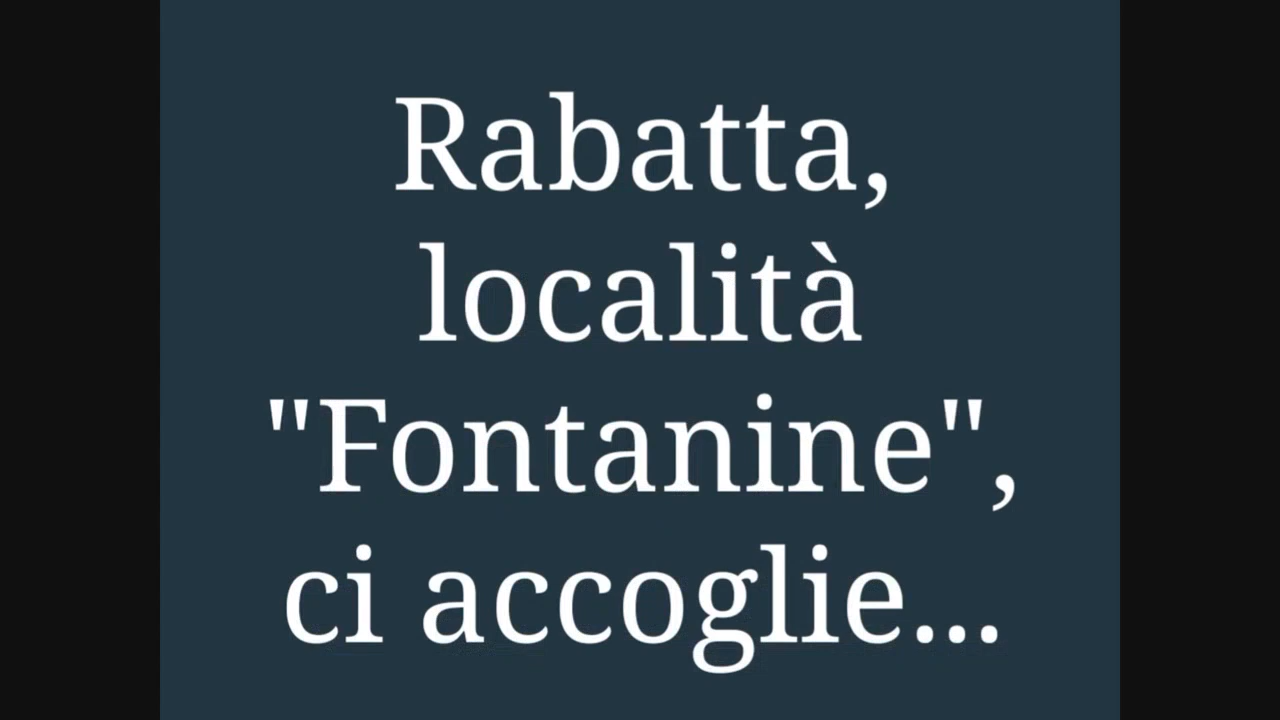 Rabatta,
località
"Fontanine",
ci accoglie...